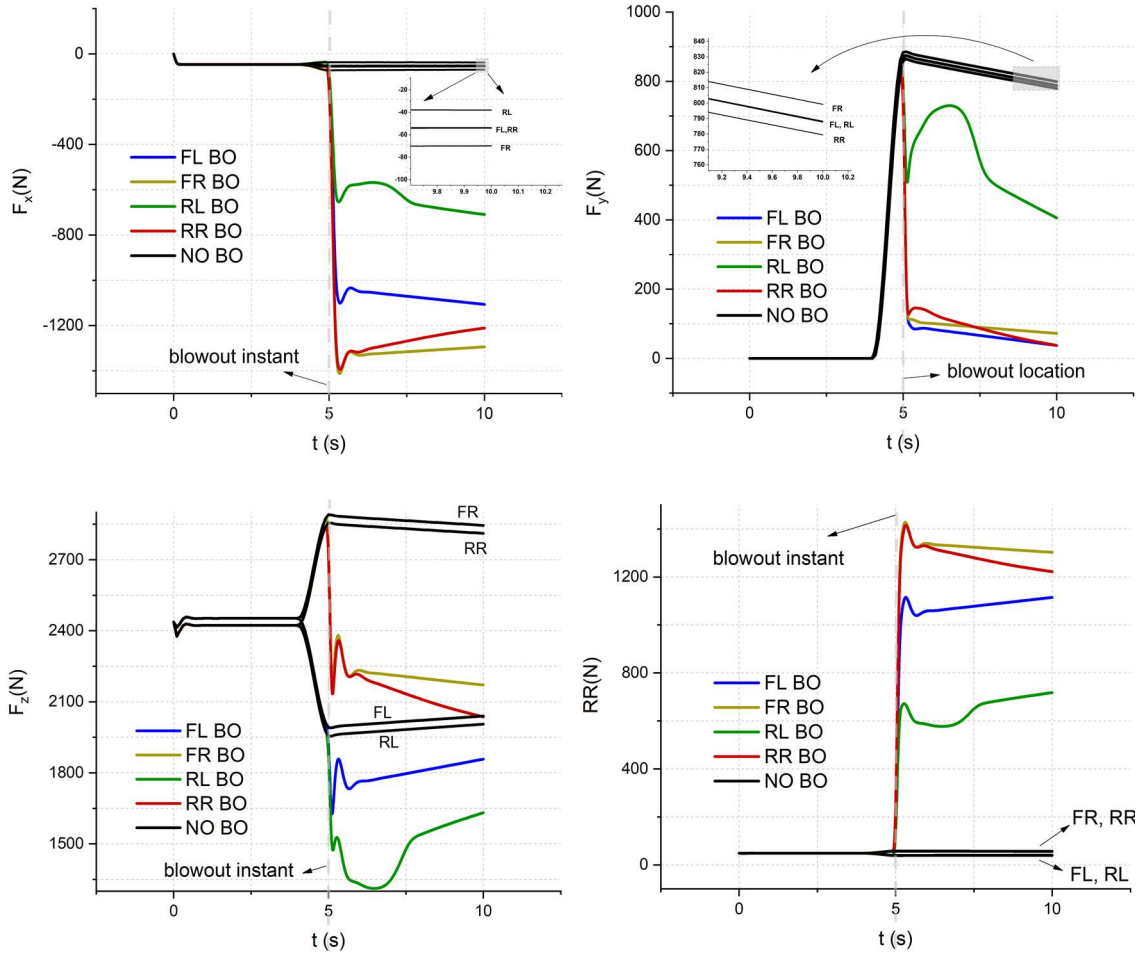 0
-400
-800
-1200
Fx(N)
FL BO
FR BO
RL BO
RR BO
NO BO
-20
-40
-60
-80
-100
RL
FL,RR
FR
9.8
9.9
10.0
10.1
10.2
blowout instant
0
5
10
t (s)
1000
800
600
400
200
0
Fy(N)
840
830
820
810
800
790
780
770
760
FR
FL, RL
RR
9.2
9.4
9.6
9.8
10.0
10.2
FL BO
FR BO
RL BO
RR BO
NO BO
blowout location
0
5
10
t (s)
2700
2400
2100
1800
1500
Fz(N)
FR
RR
FL
RL
FL BO
FR BO
RL BO
RR BO
NO BO
blowout instant
0
5
10
t (s)
1200
800
400
0
RR(N)
blowout instant
FL BO
FR BO
RL BO
RR BO
NO BO
FR, RR
FL, RL
0
5
10
t (s)